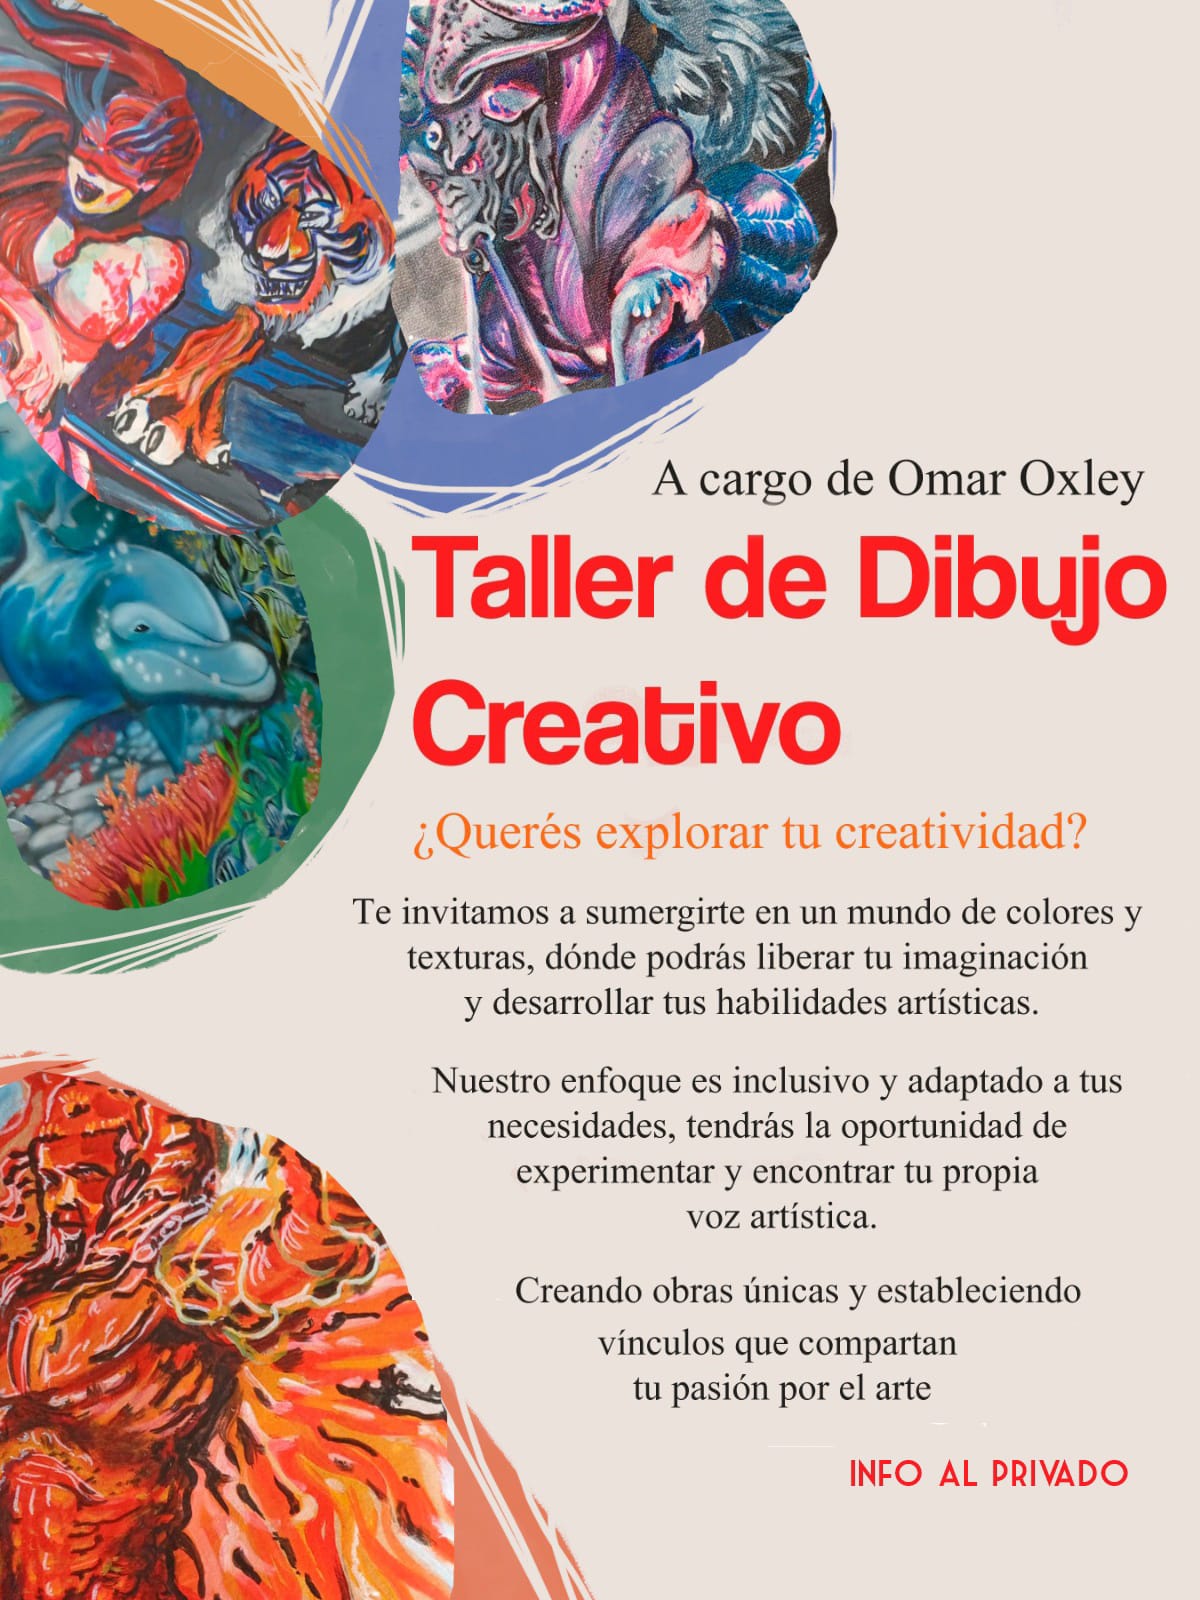 A cargo de Omar Oxley
Taller de Dibujo
Creativo
¿Querés explorar tu creatividad?
Te invitamos a sumergirte en un mundo de colores y
texturas, dónde podrás liberar tu imaginación
y desarrollar tus habilidades artísticas.
Nuestro enfoque es inclusivo y adaptado a tus
necesidades, tendrás la oportunidad de
experimentar y encontrar tu propia
voz artística.
Creando obras únicas y estableciendo
vínculos que compartan
tu pasión por el arte
INFO AL PRIVADO